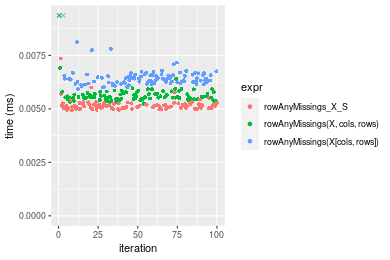 0.0075
0.0050
0.0025
0.0000
time (ms)
0
25
50
75
100
iteration
expr
rowAnyMissings_X_S
rowAnyMissings(X, cols, rows)
rowAnyMissings(X[cols, rows])